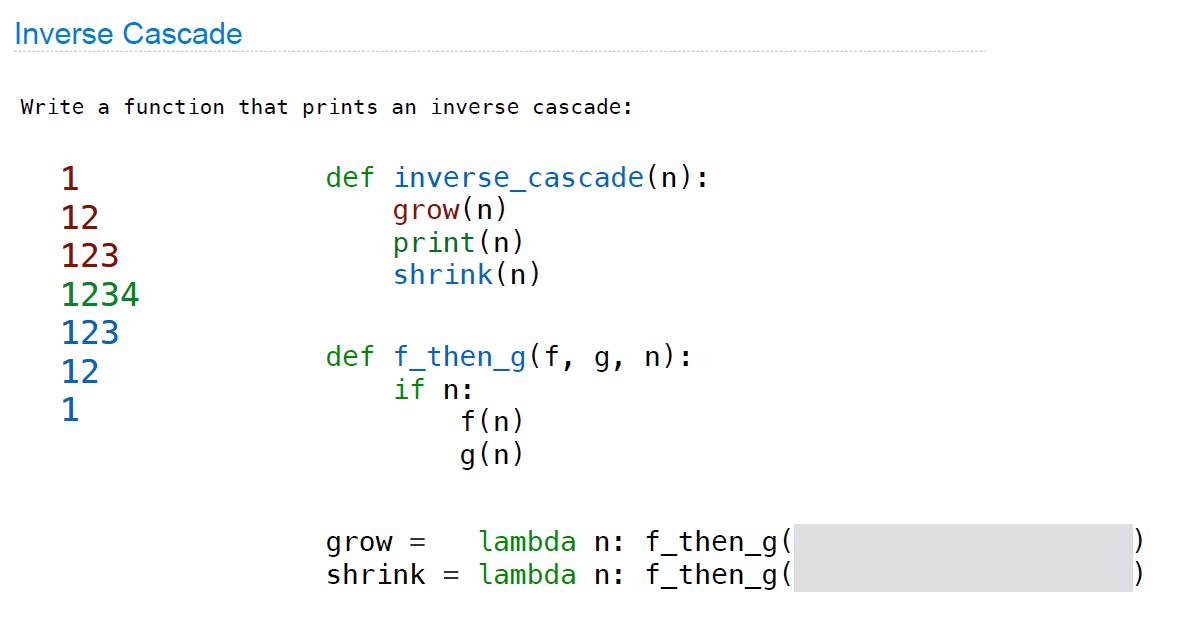 Inverse Cascade
Write a function that prints an inverse cascade:
1
12
123
1234
123
12
1
def inverse_cascade(n):
    grow(n)
    print(n)
    shrink(n)
def f_then_g(f, g, n):
    if n:
        f(n)
        g(n)
grow =   lambda n: f_then_g( )
shrink = lambda n: f_then_g( )